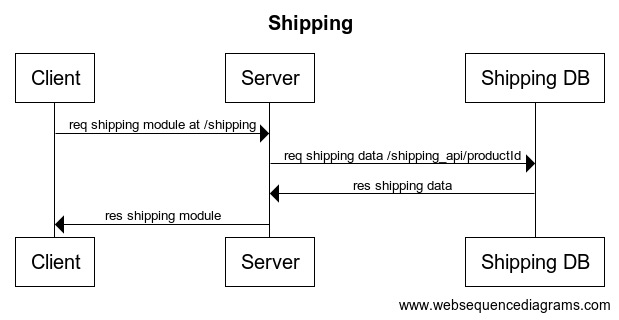 Shipping
Client Server Shipping DB
req shipping module at /shipping
req shipping data /shipping_api/productId
res shipping data
res shipping module
Client Server Shipping DB
www.websequencediagrams.com